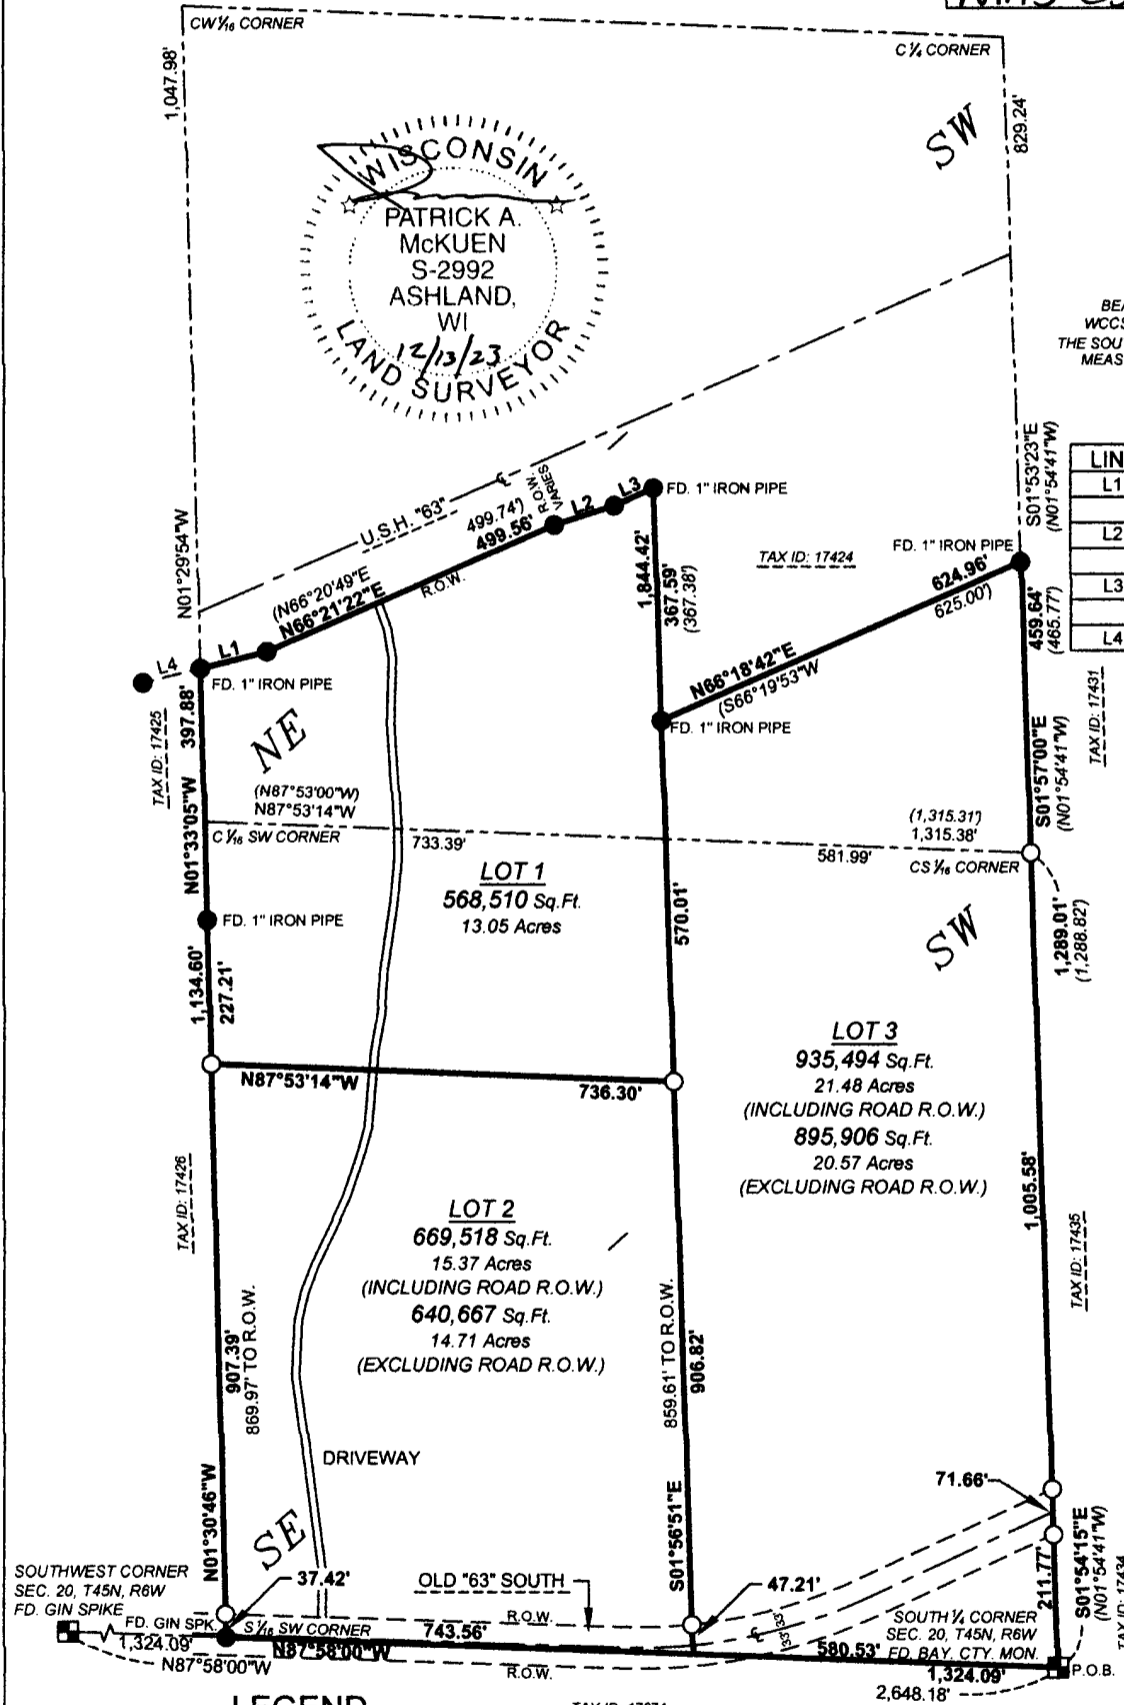 CW 1/16 CORNER
C 1/4 CORNER
1,047.98'
829.24'
SW
WISCONSIN
PATRICK A.
McKUEN
S-2992
ASHLAND,
WI
12/13/23
LAND SURVEYOR
BEA
WCCS
THE SOU
MEAS
N01°29'54"W
S01°53'23"E
(N01°54'41"W)
LIN
L1
L2
L3
L4
U.S.H. "63"
℄
R.O.W.
VARIES
L2
L3
FD. 1" IRON PIPE
499.74')
499.56'
(N66°20'49"E
N66°21'22"E
R.O.W.
TAX ID: 17424
FD. 1" IRON PIPE
1,844.42'
367.59'
(367.38')
624.96'
625.00')
N66°18'42"E
(S66°19'53"W
459.64'
(465.77')
L4
L1
FD. 1" IRON PIPE
FD. 1" IRON PIPE
TAX ID: 17425
397.88'
N01°33'05"W
NE
TAX ID: 17431
S01°57'00"E
(N01°54'41"W)
(N87°53'00"W)
N87°53'14"W
C 1/16 SW CORNER
733.39'
(1,315.31')
1,315.38'
581.99'
CS 1/16 CORNER
LOT 1
568,510 Sq.Ft.
13.05 Acres
FD. 1" IRON PIPE
570.01'
SW
1,289.01'
(1,288.82')
1,134.60'
227.21'
N87°53'14"W
736.30'
LOT 3
935,494 Sq.Ft.
21.48 Acres
(INCLUDING ROAD R.O.W.)
895,906 Sq.Ft.
20.57 Acres
(EXCLUDING ROAD R.O.W.)
TAX ID: 17426
1,005.58'
TAX ID: 17435
LOT 2
669,518 Sq.Ft.
15.37 Acres
(INCLUDING ROAD R.O.W.)
640,667 Sq.Ft.
14.71 Acres
(EXCLUDING ROAD R.O.W.)
907.39'
869.97' TO R.O.W.
859.61' TO R.O.W.
906.82'
DRIVEWAY
N01°30'46"W
S01°56'51"E
71.66'
SE
S01°54'15"E
(N01°54'41"W)
211.77'
SOUTHWEST CORNER
SEC. 20, T45N, R6W
FD. GIN SPIKE
37.42'
OLD "63" SOUTH
47.21'
FD. GIN SPK.
S 1/16 SW CORNER
R.O.W.
℄
33'
33'
SOUTH 1/4 CORNER
SEC. 20, T45N, R6W
FD. BAY. CTY. MON.
1,324.09'
N87°58'00"W
N87°58'00"W
743.56'
R.O.W.
580.53'
1,324.09'
P.O.B.
2,648.18'
LEGEND